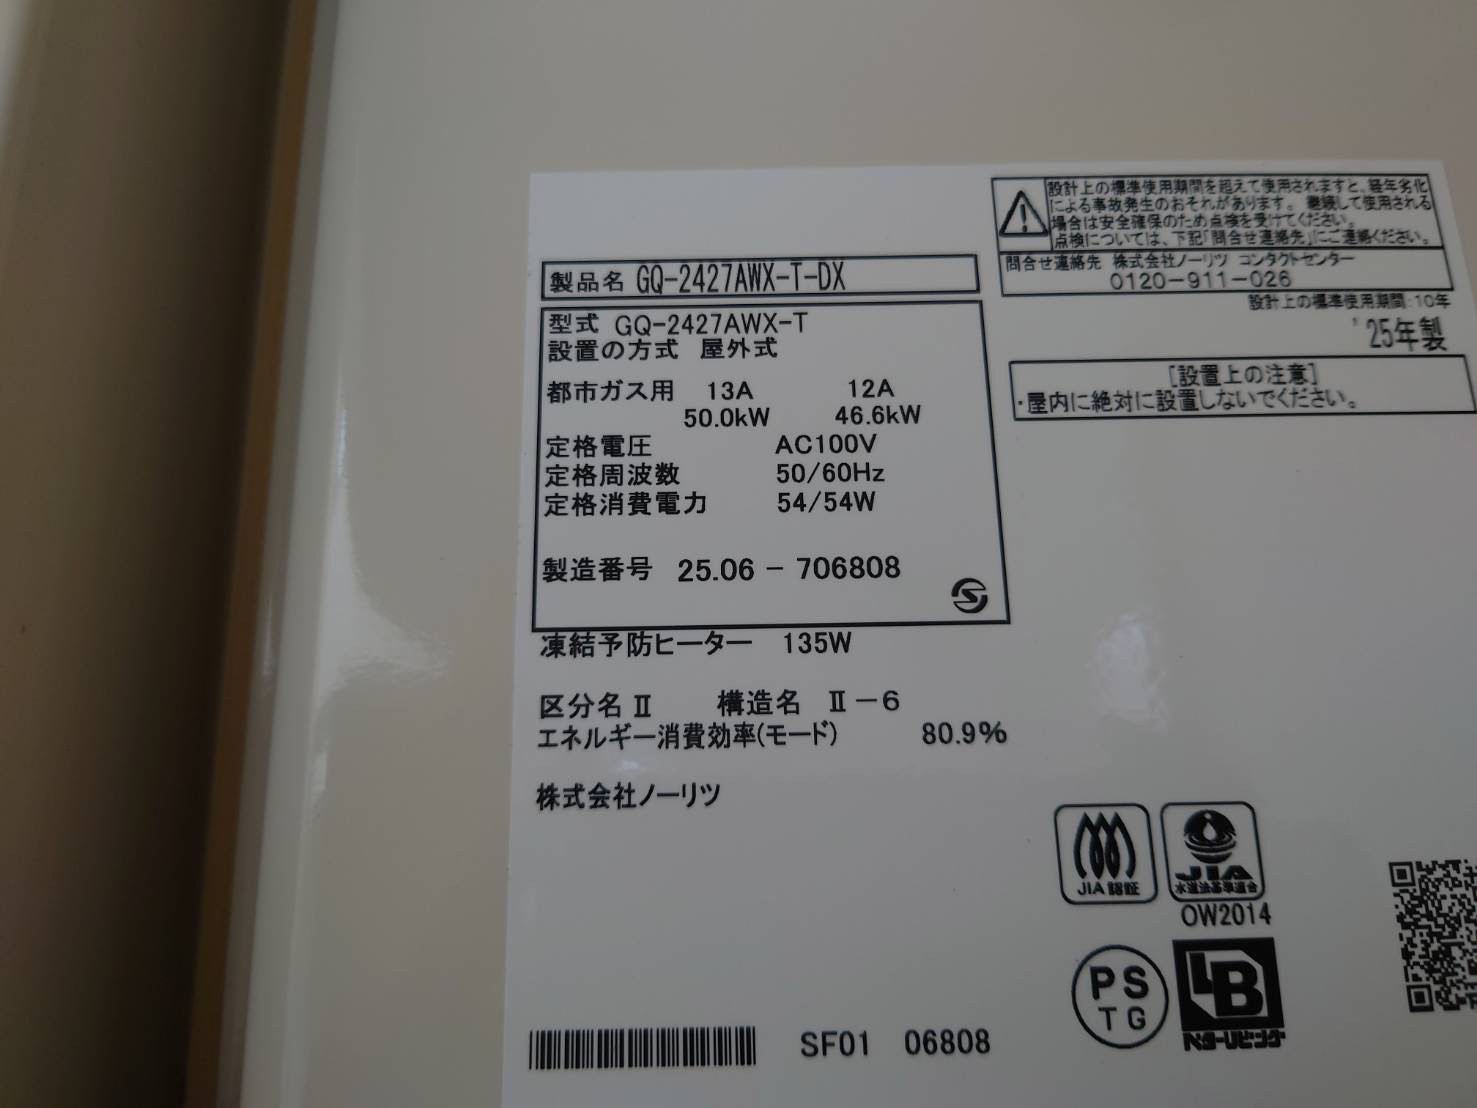 設計上の標準使用期間を超えて使用されますと、経年劣化
による事故発生のおそれがあります。 継続して使用される
場合は安全確保のため点検を受けてください。
点検については、下記「問合せ連絡先」にご連絡ください。
問合せ連絡先 株式会社ノーリツ コンタクトセンター
0120-911-026
設計上の標準使用期間:10年
'25年製
[設置上の注意]
・屋内に絶対に設置しないでください。
製品名 GQ-2427AWX-T-DX
型式 GQ-2427AWX-T
設置の方式 屋外式
都市ガス用 13A 12A
50.0kW 46.6kW
定格電圧 AC100V
定格周波数 50/60Hz
定格消費電力 54/54W
製造番号 25.06 - 706808
凍結予防ヒーター 135W
区分名 Ⅱ 構造名 Ⅱ-6
エネルギー消費効率(モード) 80.9%
株式会社ノーリツ
JIA 認証
JIA
水道法基準適合
OW2014
PS
TG
LB
ベターリビング
SF01 06808